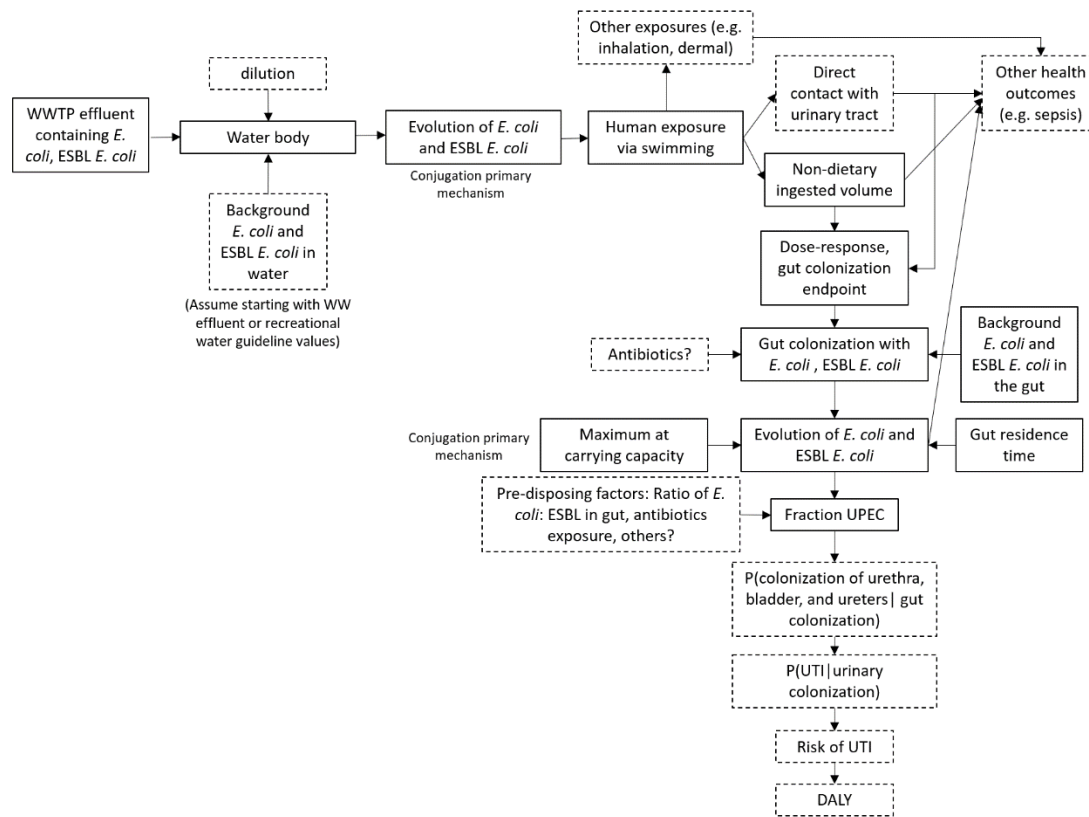 Other exposures (e.g.
inhalation, dermal)
dilution
Direct
contact with
urinary tract
Other health
outcomes
(e.g. sepsis)
WWTP effluent
containing E.
coli, ESBL E. coli
Water body
Evolution of E. coli
and ESBL E. coli
Conjugation primary
mechanism
Human exposure
via swimming
Non-dietary
ingested volume
Background
E. coli and
ESBL E. coli in
water
(Assume starting with WW
effluent or recreational
water guideline values)
Dose-response,
gut colonization
endpoint
Antibiotics?
Gut colonization with
E. coli , ESBL E. coli
Background
E. coli and
ESBL E. coli in
the gut
Conjugation primary
mechanism
Maximum at
carrying capacity
Evolution of E. coli and
ESBL E. coli
Gut residence
time
Pre-disposing factors: Ratio of E.
coli: ESBL in gut, antibiotics
exposure, others?
Fraction UPEC
P(colonization of urethra,
bladder, and ureters| gut
colonization)
P(UTI|urinary
colonization)
Risk of UTI
DALY